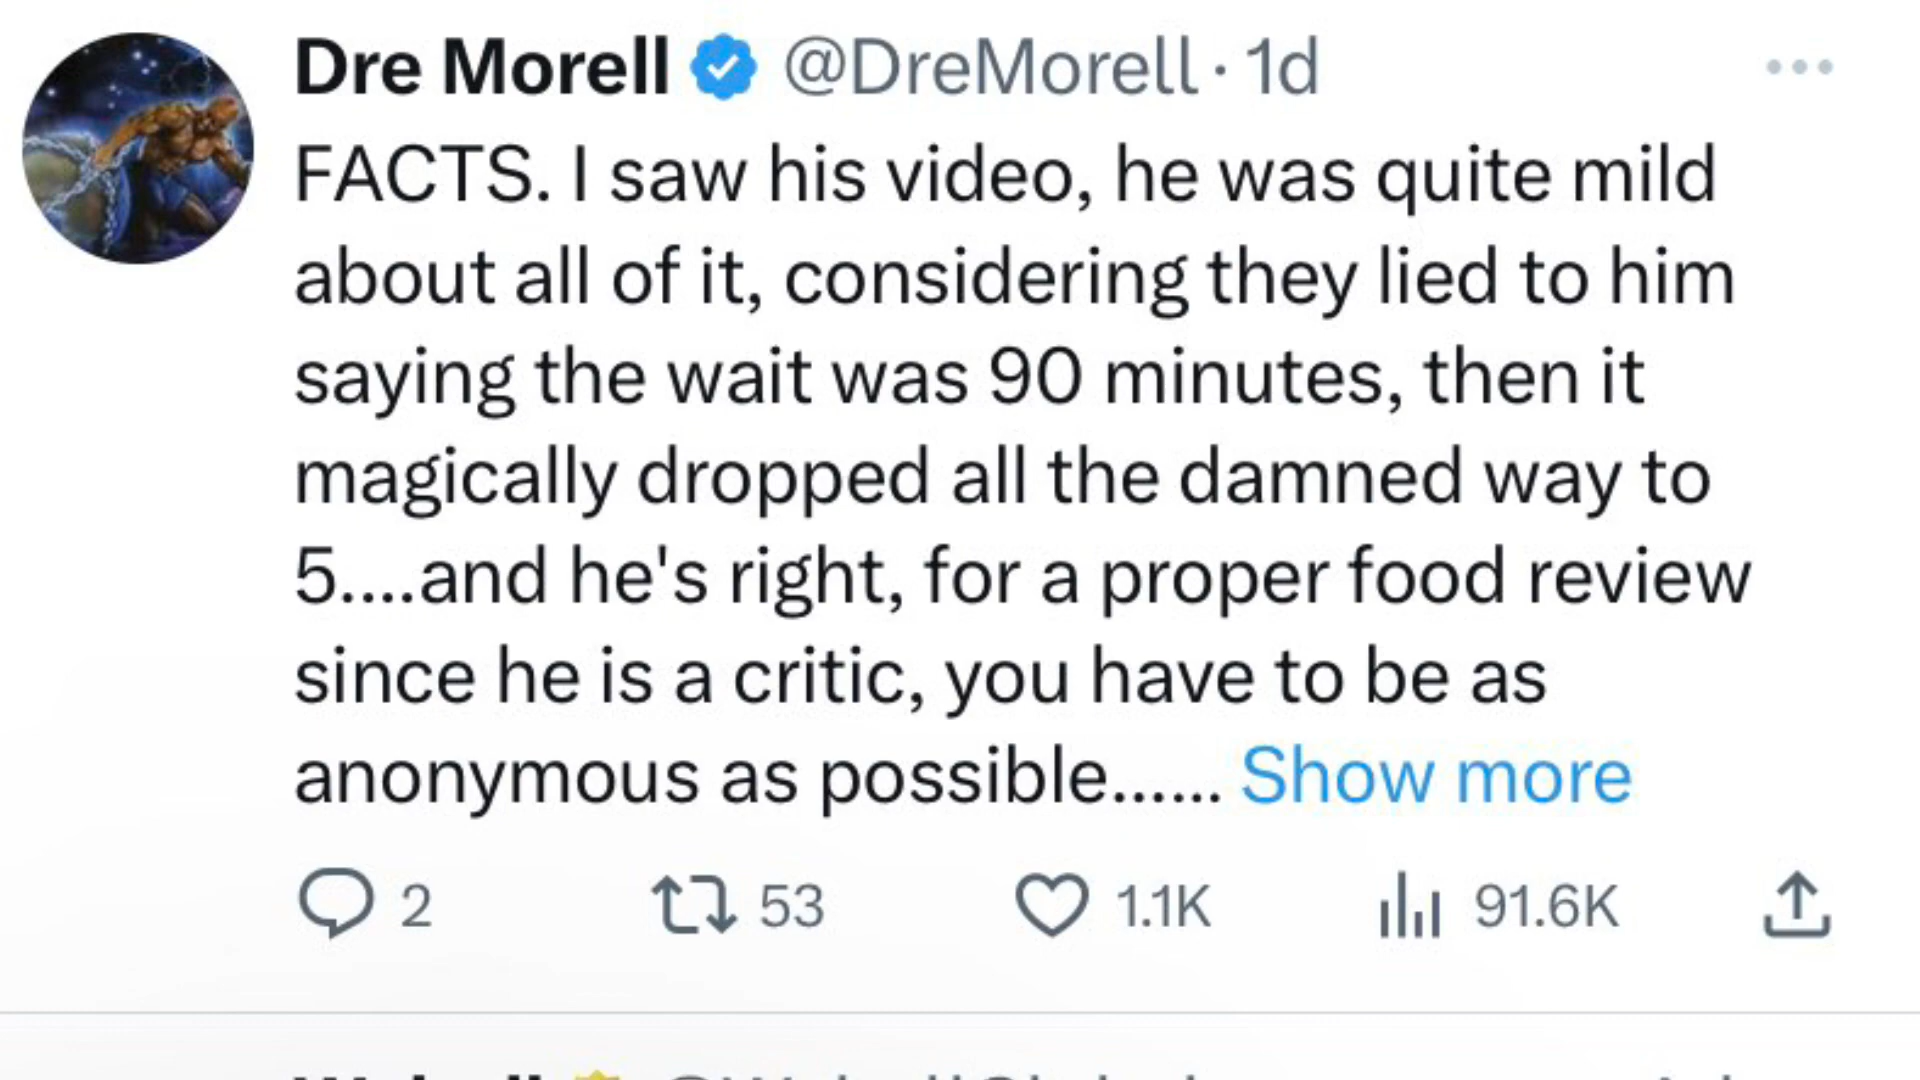 Dre Morell @DreMorell · 1d
FACTS. I saw his video, he was quite mild
about all of it, considering they lied to him
saying the wait was 90 minutes, then it
magically dropped all the damned way to
5....and he's right, for a proper food review
since he is a critic, you have to be as
anonymous as possible...... Show more
2 53 1.1K 91.6K